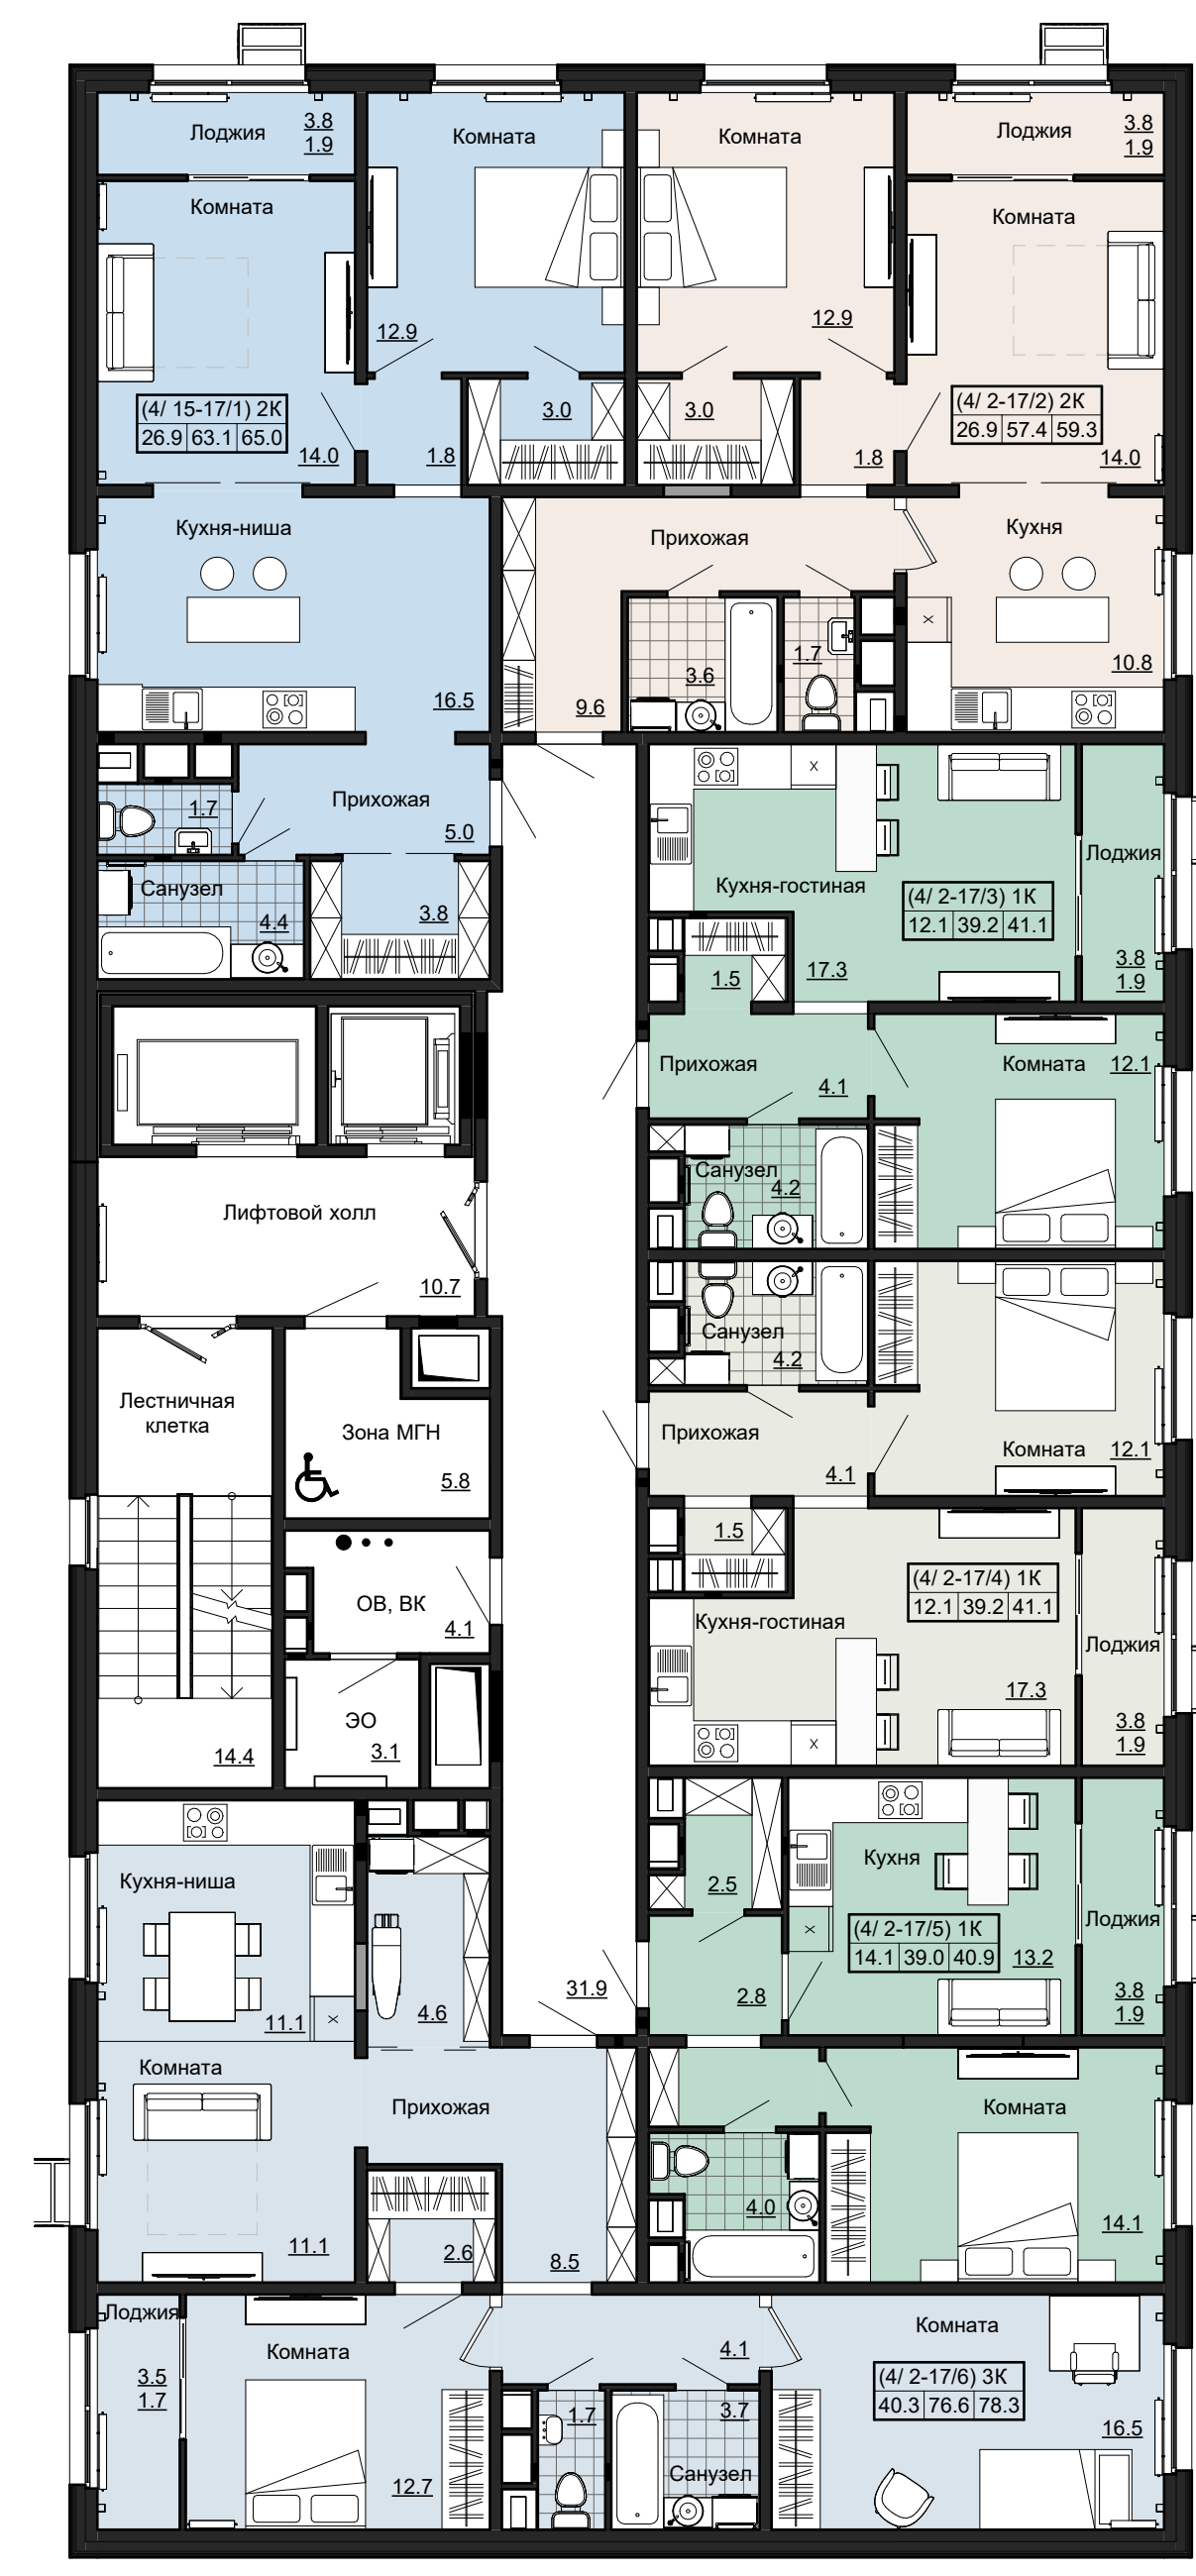 Лоджия
3.8
1.9
Комната
Комната
Лоджия
3.8
1.9
Комната
Комната
12.9
12.9
3.0
3.0
(4/ 15-17/1) 2К
26.9 63.1 65.0
14.0
1.8
1.8
(4/ 2-17/2) 2К
26.9 57.4 59.3
14.0
Кухня-ниша
Прихожая
Кухня
16.5
9.6
3.6
1.7
10.8
X
1.7
Прихожая
5.0
Санузел
4.4
3.8
X
Кухня-гостиная
Лоджия
(4/ 2-17/3) 1К
12.1 39.2 41.1
17.3
1.5
3.8
1.9
Прихожая
4.1
Комната
12.1
Санузел
4.2
Лифтовой холл
10.7
Санузел
4.2
Прихожая
4.1
Комната
12.1
Лестничная
клетка
Зона МГН
5.8
1.5
(4/ 2-17/4) 1К
12.1 39.2 41.1
Кухня-гостиная
Лоджия
17.3
3.8
1.9
X
ОВ, ВК
4.1
ЭО
3.1
14.4
Кухня
2.5
X
(4/ 2-17/5) 1К
14.1 39.0 40.9
13.2
Лоджия
3.8
1.9
2.8
31.9
Кухня-ниша
11.1
X
4.6
Комната
Прихожая
11.1
2.6
8.5
Комната
4.0
14.1
Лоджия
3.5
1.7
Комната
12.7
4.1
1.7
3.7
Санузел
Комната
(4/ 2-17/6) 3К
40.3 76.6 78.3
16.5